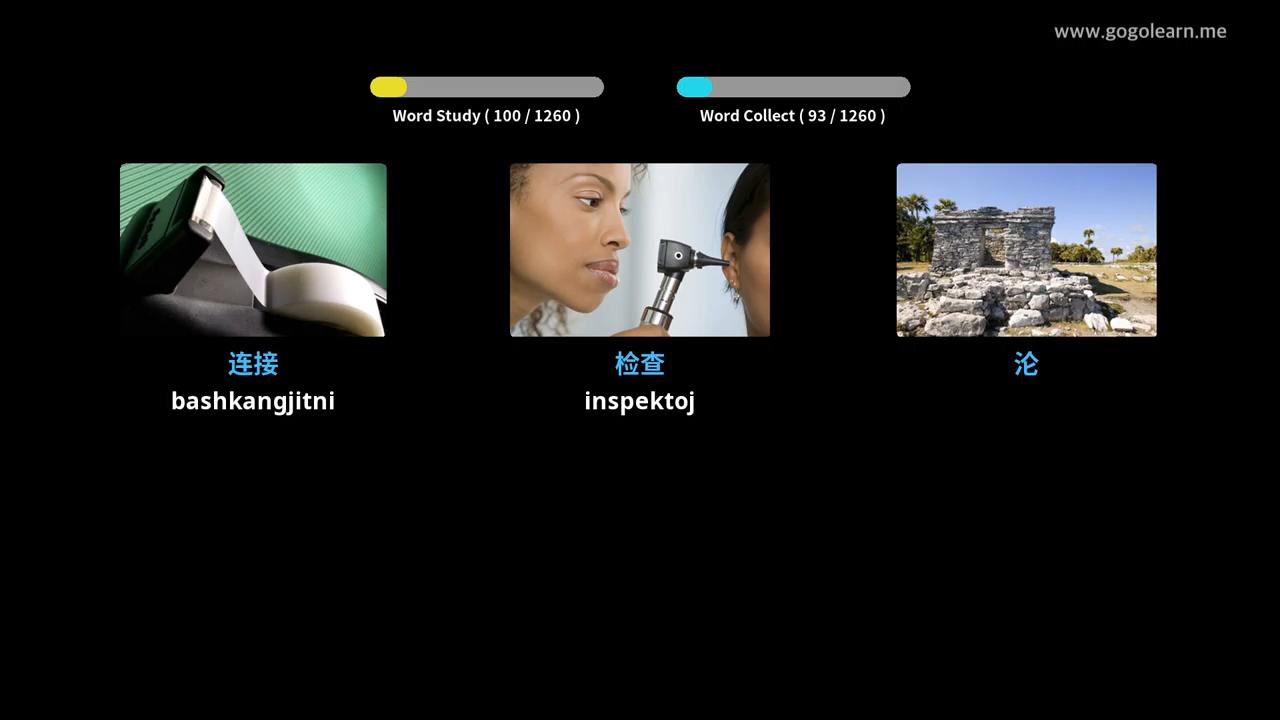 www.gogolearn.me
Word Study ( 100 / 1260 )
Word Collect ( 93 / 1260 )
连接
bashkangjitni
检查
inspektoj
沦